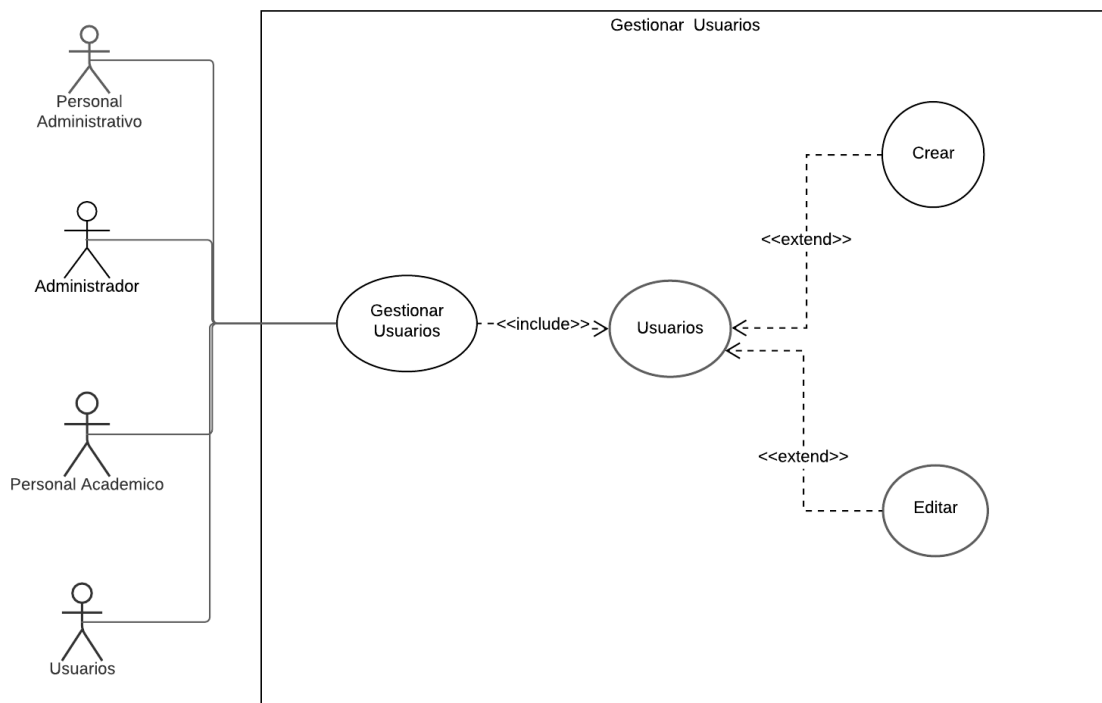 Gestionar Usuarios
Personal
Administrativo
Crear
<<extend>>
Administrador
Gestionar
Usuarios
<<include>>
Usuarios
<<extend>>
Personal Academico
Editar
Usuarios